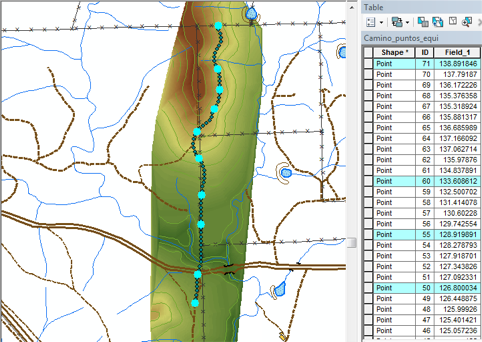 Table
Camino_puntos_equi
Shape * ID Field_1
Point 71 138.891846
Point 70 137.79187
Point 69 136.172226
Point 68 135.376358
Point 67 135.318924
Point 66 135.881317
Point 65 136.685989
Point 64 137.166092
Point 63 137.062714
Point 62 135.97876
Point 61 134.837891
Point 60 133.608612
Point 59 132.500702
Point 58 131.414078
Point 57 130.60228
Point 56 129.742554
Point 55 128.919891
Point 54 128.278793
Point 53 127.918701
Point 52 127.343826
Point 51 127.092331
Point 50 126.800034
Point 49 126.448875
Point 48 125.99926
Point 47 125.401421
Point 46 125.057236